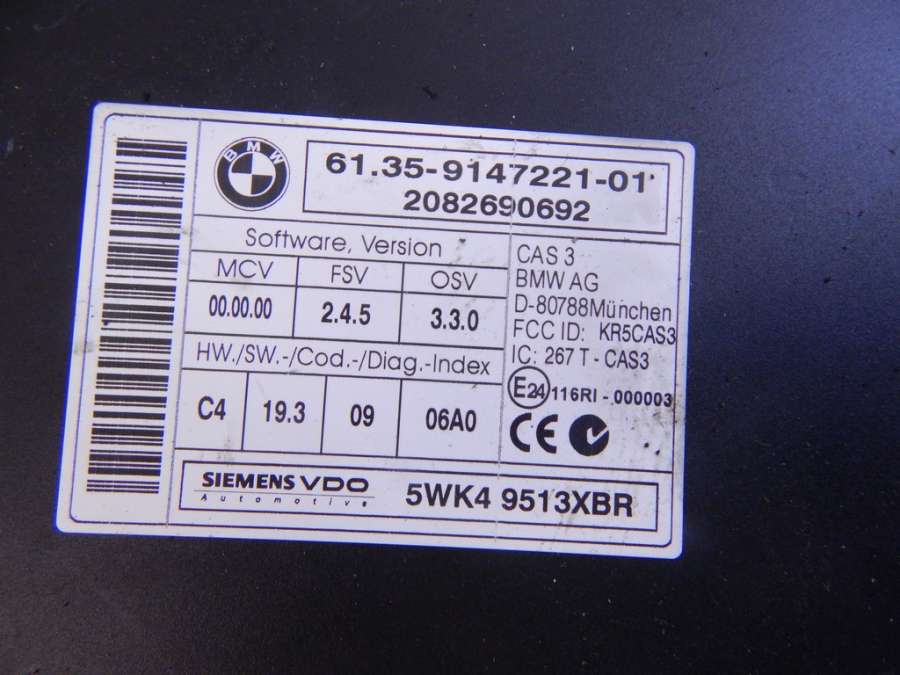 BMW
61.35-9147221-01
2082690692
Software, Version
MCV FSV OSV
00.00.00 2.4.5 3.3.0
HW./SW.-/Cod.-/Diag.-Index
C4 19.3 09 06A0
CAS 3
BMW AG
D-80788München
FCC ID: KR5CAS3
IC: 267 T - CAS3
E24 116RI - 000003
CE
SIEMENS VDO
Automotive
5WK4 9513XBR